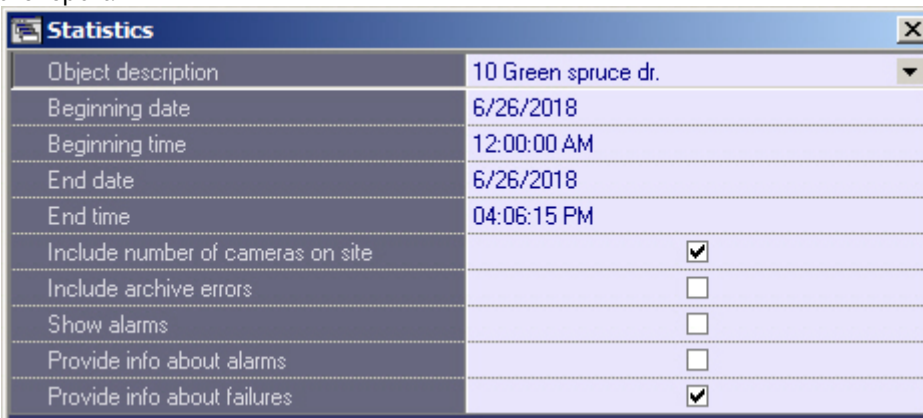 Statistics
Object description 10 Green spruce dr.
Beginning date 6/26/2018
Beginning time 12:00:00 AM
End date 6/26/2018
End time 04:06:15 PM
Include number of cameras on site
Include archive errors
Show alarms
Provide info about alarms
Provide info about failures